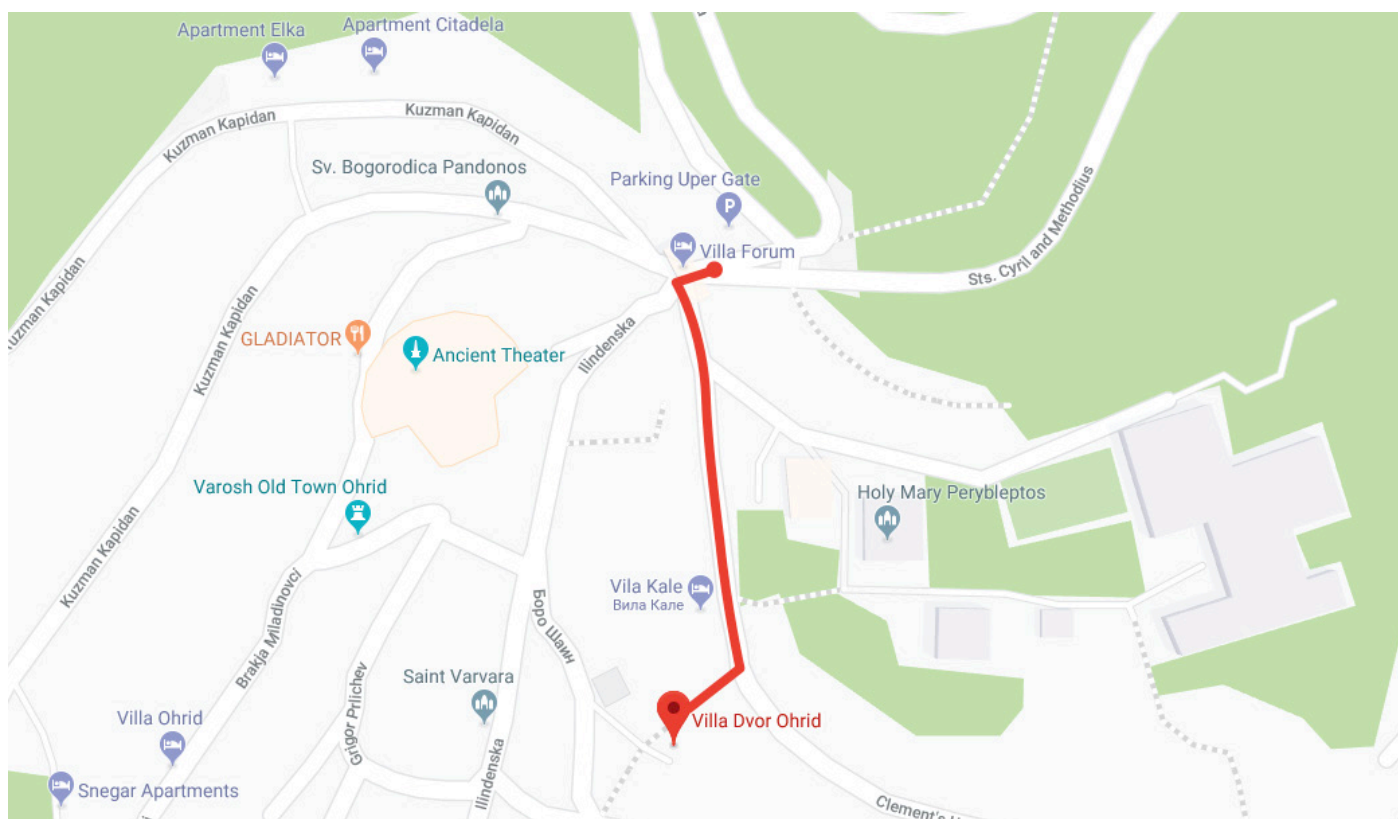 Apartment Elka
Apartment Citadela
Kuzman Kapidan
Kuzman Kapidan
Sv. Bogorodica Pandonos
Parking Uper Gate
P
Villa Forum
Sts. Cyril and Methodius
Kuzman Kapidan
Kuzman Kapidan
GLADIATOR
Ancient Theater
Ilindenska
Varosh Old Town Ohrid
Holy Mary Perybleptos
Kuzman Kapidan
Vila Kale
Вила Кале
Боро Шаин
Brakja Miladinovci
Saint Varvara
Grigor Prlichev
Villa Ohrid
Villa Dvor Ohrid
Ilindenska
Snegar Apartments
Clement's